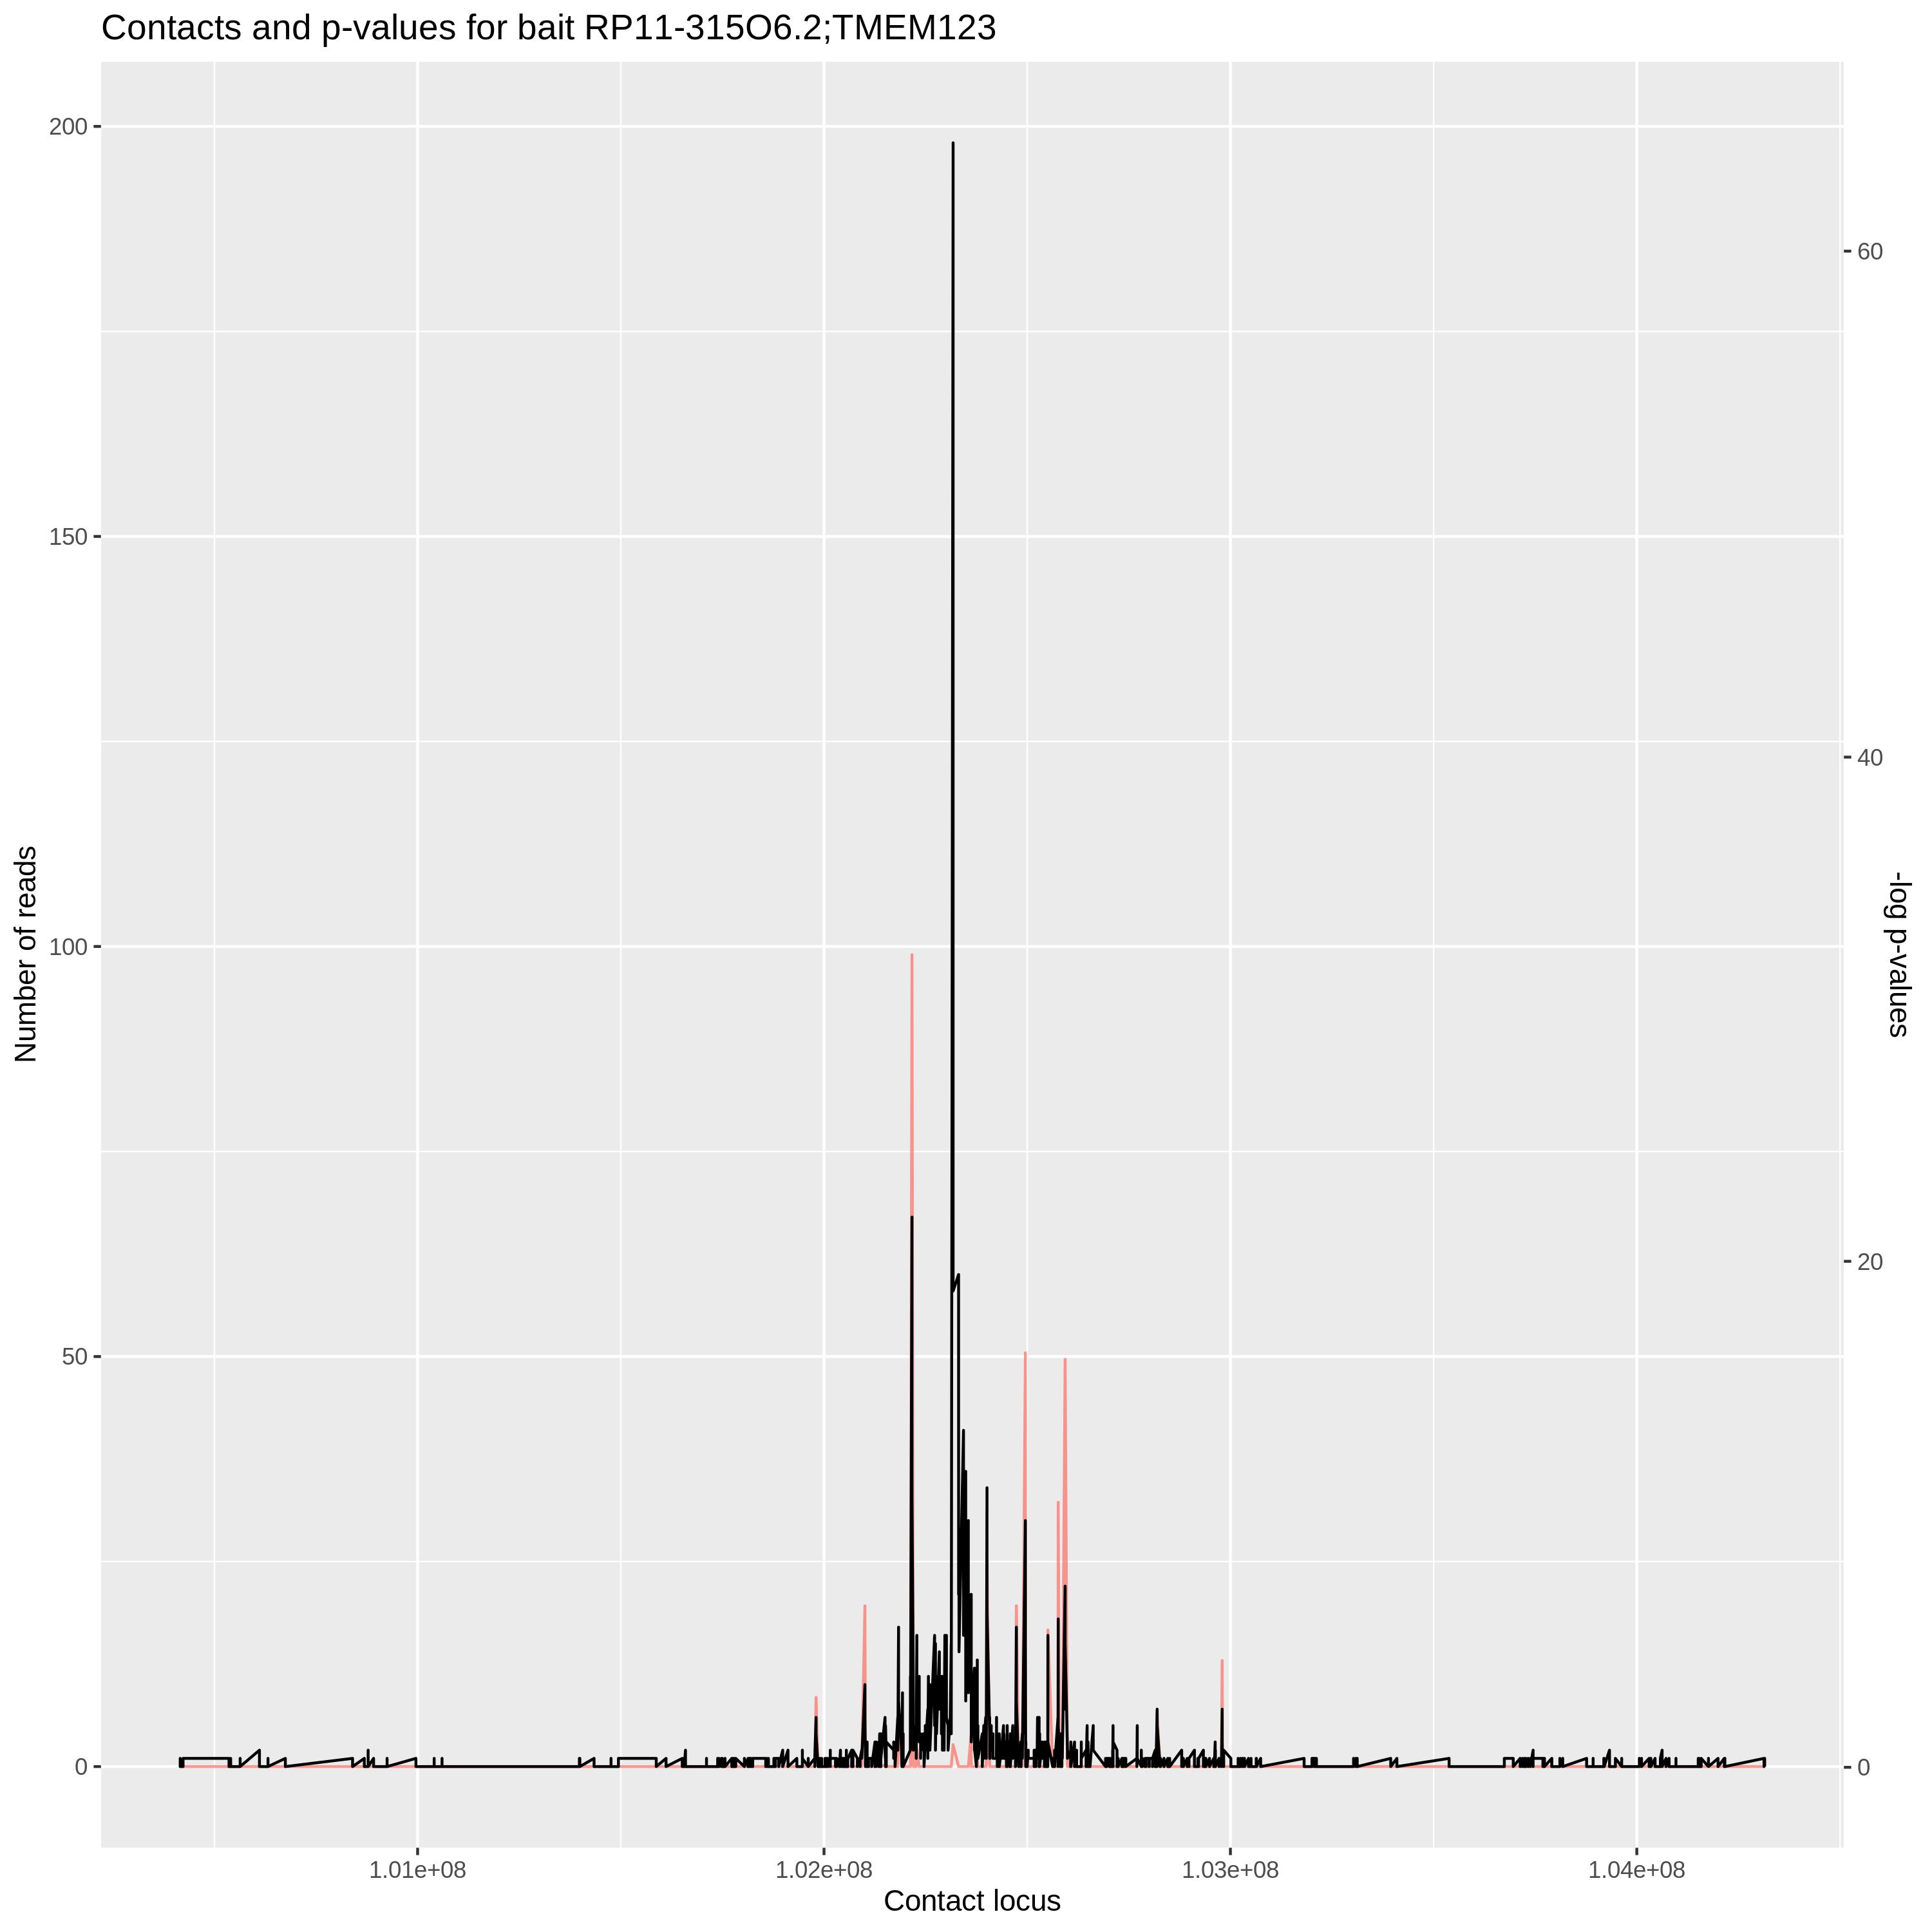 Contacts and p-values for bait RP11-315O6.2;TMEM123
200
150
100
50
0
Number of reads
60
40
20
0
-log p-values
1.01e+08
1.02e+08
1.03e+08
1.04e+08
Contact locus